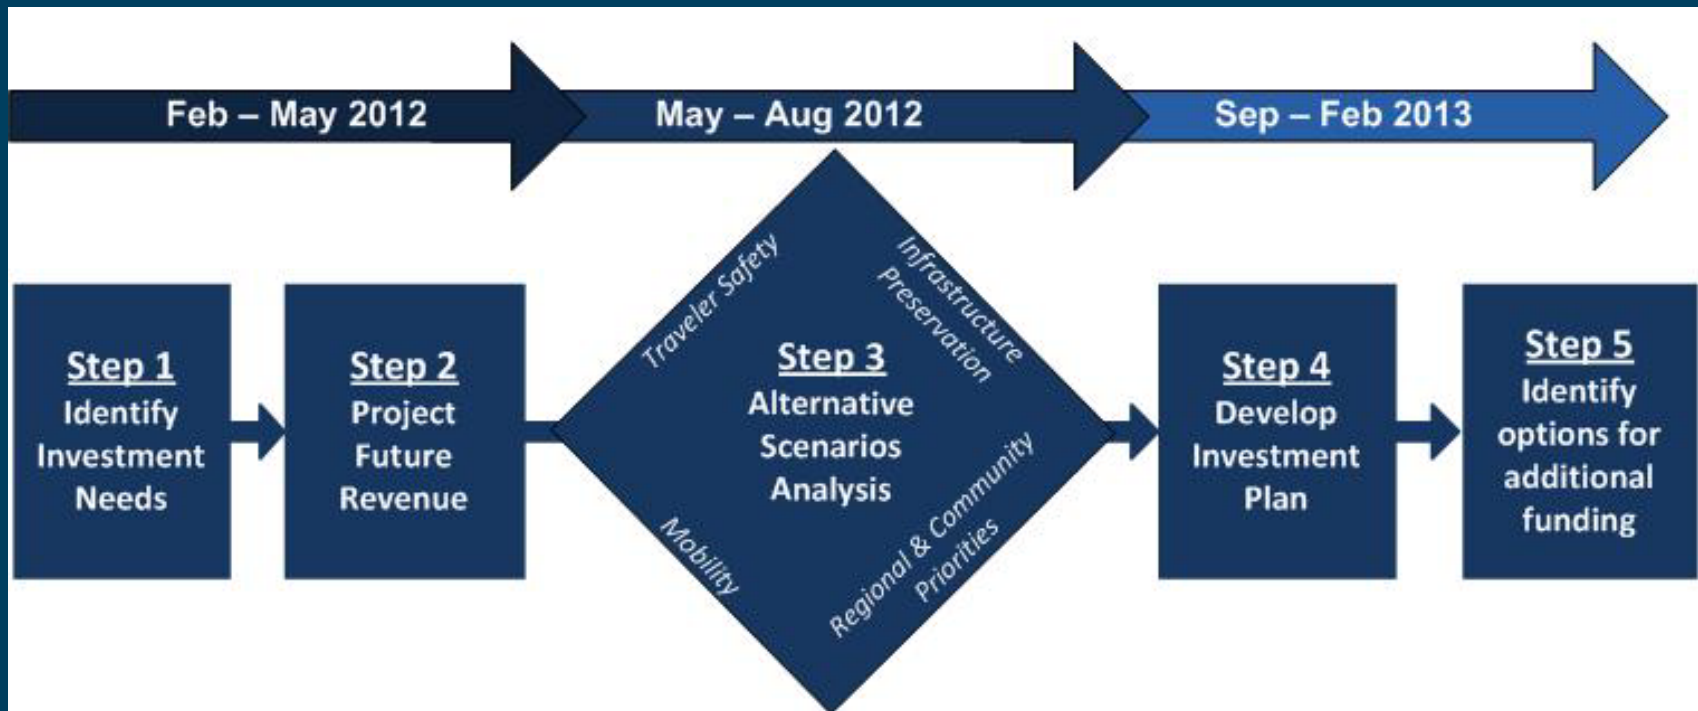 Feb – May 2012
May – Aug 2012
Sep – Feb 2013
Step 1
Identify
Investment
Needs
Step 2
Project
Future
Revenue
Traveler Safety
Infrastructure
Preservation
Step 3
Alternative
Scenarios
Analysis
Mobility
Regional & Community
Priorities
Step 4
Develop
Investment
Plan
Step 5
Identify
options for
additional
funding